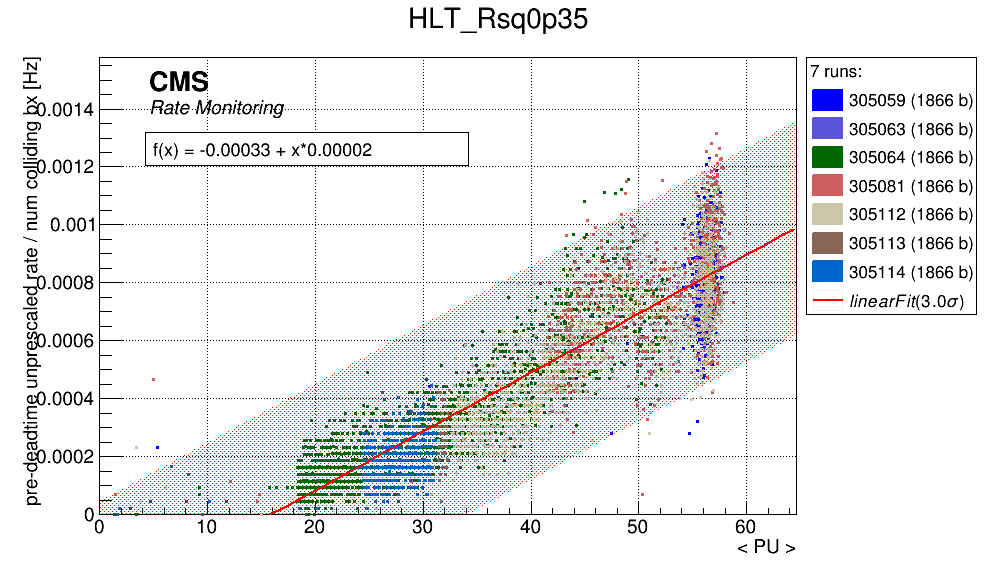 HLT_Rsq0p35
pre-deadtime unprescaled rate / num colliding bx [Hz]
CMS
Rate Monitoring
f(x) = -0.00033 + x*0.00002
0.0014
0.0012
0.001
0.0008
0.0006
0.0004
0.0002
0
0 10 20 30 40 50 60
< PU >
7 runs:
305059 (1866 b)
305063 (1866 b)
305064 (1866 b)
305081 (1866 b)
305112 (1866 b)
305113 (1866 b)
305114 (1866 b)
linearFit(3.0σ)